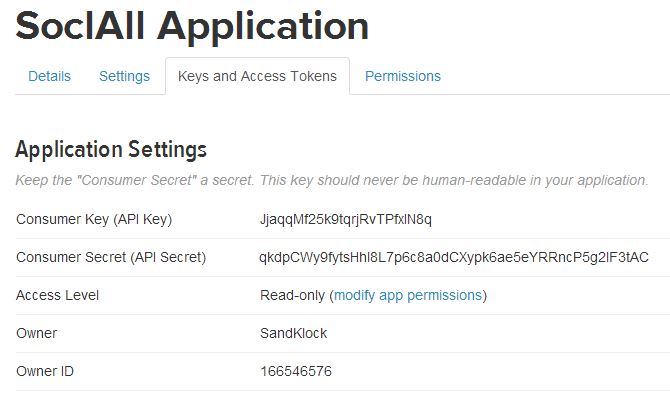 SocIAll Application
Details Settings Keys and Access Tokens Permissions
Application Settings
Keep the "Consumer Secret" a secret. This key should never be human-readable in your application.
Consumer Key (API Key) JjaqqMf25k9tqrjRvTPfxlN8q
Consumer Secret (API Secret) qkdpCWy9fytsHhl8L7p6c8a0dCXypk6ae5eYRRncP5g2lF3tAC
Access Level Read-only (modify app permissions)
Owner SandKlock
Owner ID 166546576